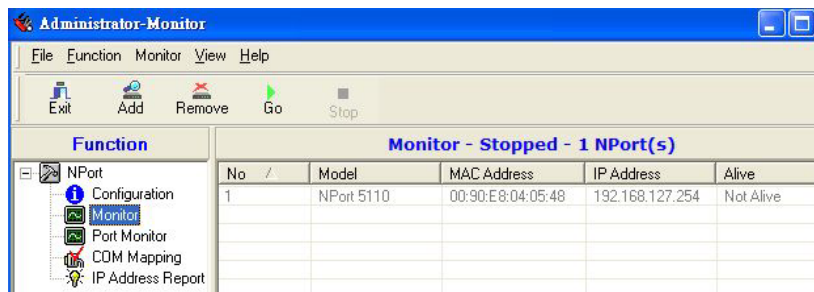 Administrator-Monitor
File Function Monitor View Help
Exit Add Remove Go Stop
Function
Monitor - Stopped - 1 NPort(s)
NPort
Configuration
Monitor
Port Monitor
COM Mapping
IP Address Report
No Model MAC Address IP Address Alive
1 NPort 5110 00:90:E8:04:05:48 192.168.127.254 Not Alive